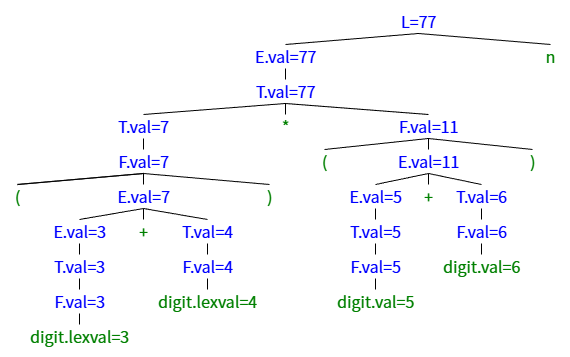 L=77
E.val=77 n
T.val=77
T.val=7 * F.val=11
F.val=7 ( E.val=11 )
( E.val=7 ) E.val=5 + T.val=6
E.val=3 + T.val=4 T.val=5 F.val=6
T.val=3 F.val=4 F.val=5 digit.val=6
F.val=3 digit.lexval=4 digit.val=5
digit.lexval=3